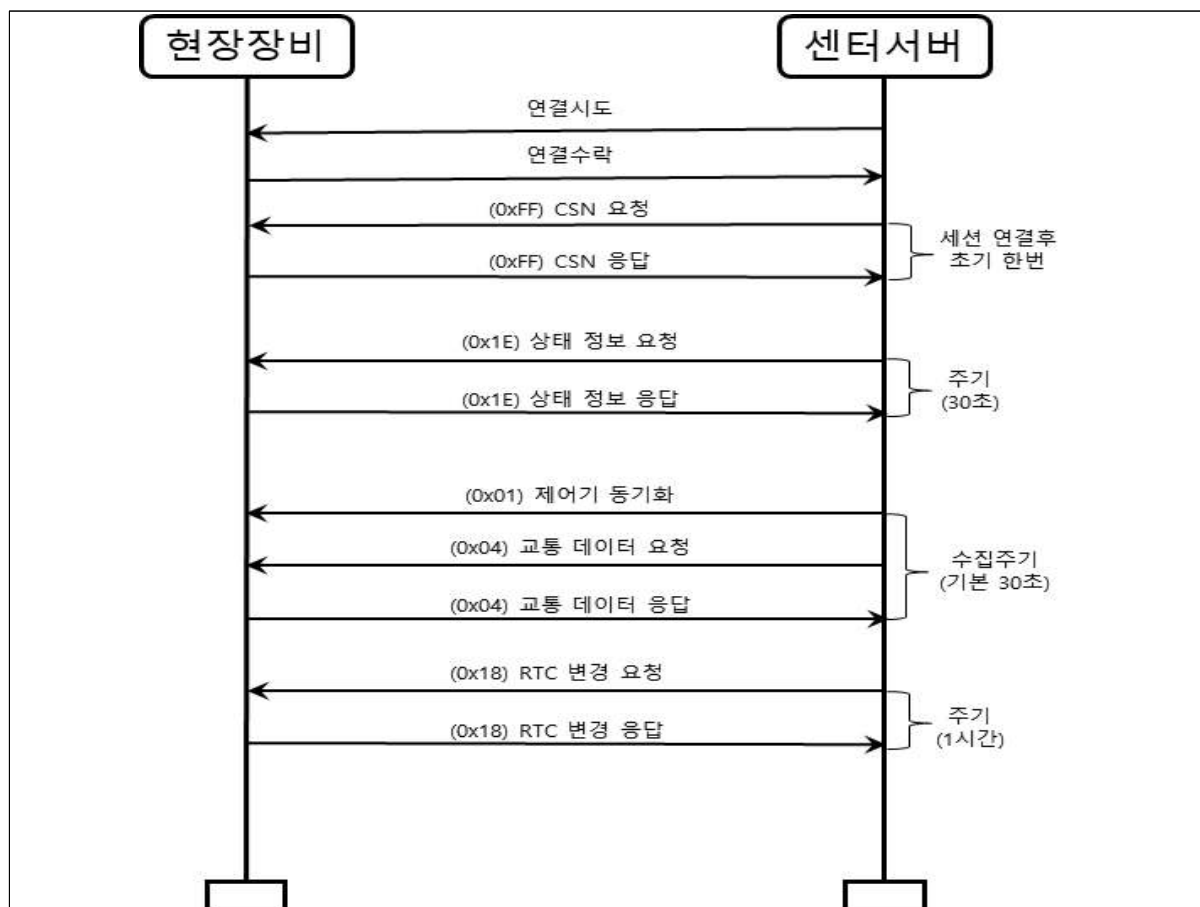 현장장비
센터서버
연결시도
연결수락
(0xFF) CSN 요청
(0xFF) CSN 응답
세션 연결후
초기 한번
(0x1E) 상태 정보 요청
(0x1E) 상태 정보 응답
주기
(30초)
(0x01) 제어기 동기화
(0x04) 교통 데이터 요청
(0x04) 교통 데이터 응답
수집주기
(기본 30초)
(0x18) RTC 변경 요청
(0x18) RTC 변경 응답
주기
(1시간)